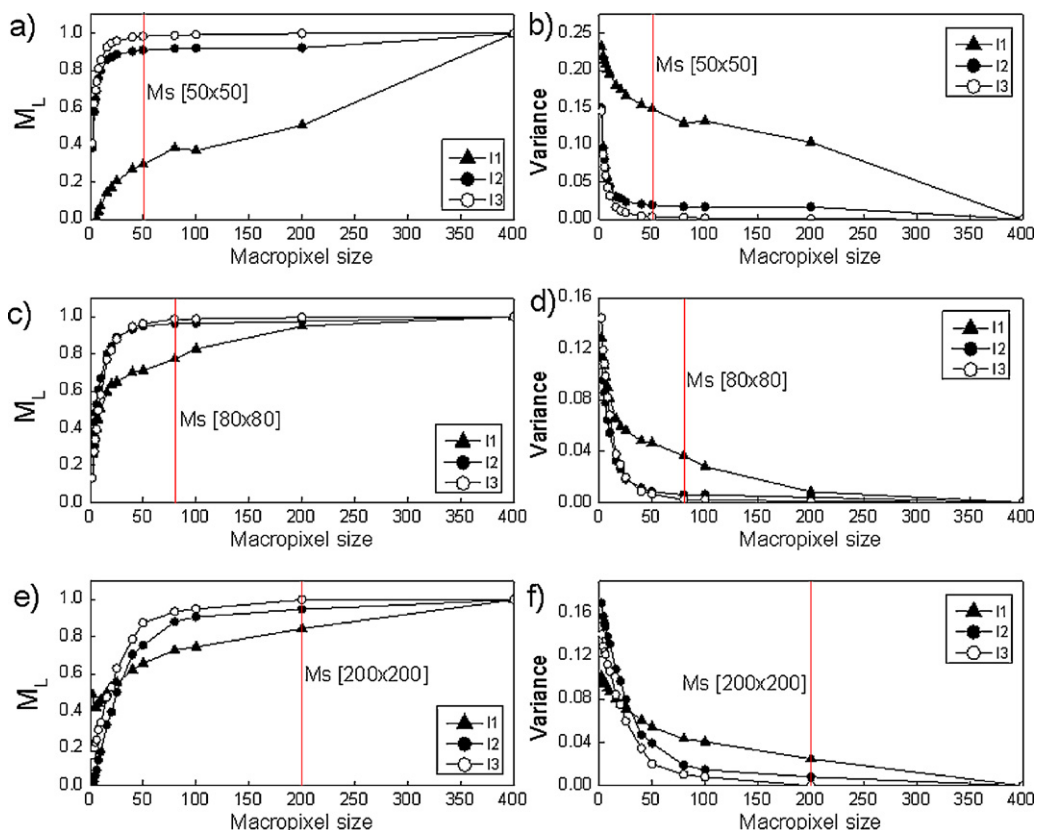 a)
1.0
0.8
0.6
0.4
0.2
0.0
M_L
Ms [50x50]
I1
I2
I3
0 50 100 150 200 250 300 350 400
Macropixel size
b)
0.25
0.20
0.15
0.10
0.05
0.00
Variance
Ms [50x50]
I1
I2
I3
0 50 100 150 200 250 300 350 400
Macropixel size
c)
1.0
0.8
0.6
0.4
0.2
0.0
M_L
Ms [80x80]
I1
I2
I3
0 50 100 150 200 250 300 350 400
Macropixel size
d)
0.16
0.12
0.08
0.04
0.00
Variance
Ms [80x80]
I1
I2
I3
0 50 100 150 200 250 300 350 400
Macropixel size
e)
1.0
0.8
0.6
0.4
0.2
0.0
M_L
Ms [200x200]
I1
I2
I3
0 50 100 150 200 250 300 350 400
Macropixel size
f)
0.16
0.12
0.08
0.04
0.00
Variance
Ms [200x200]
I1
I2
I3
0 50 100 150 200 250 300 350 400
Macropixel size